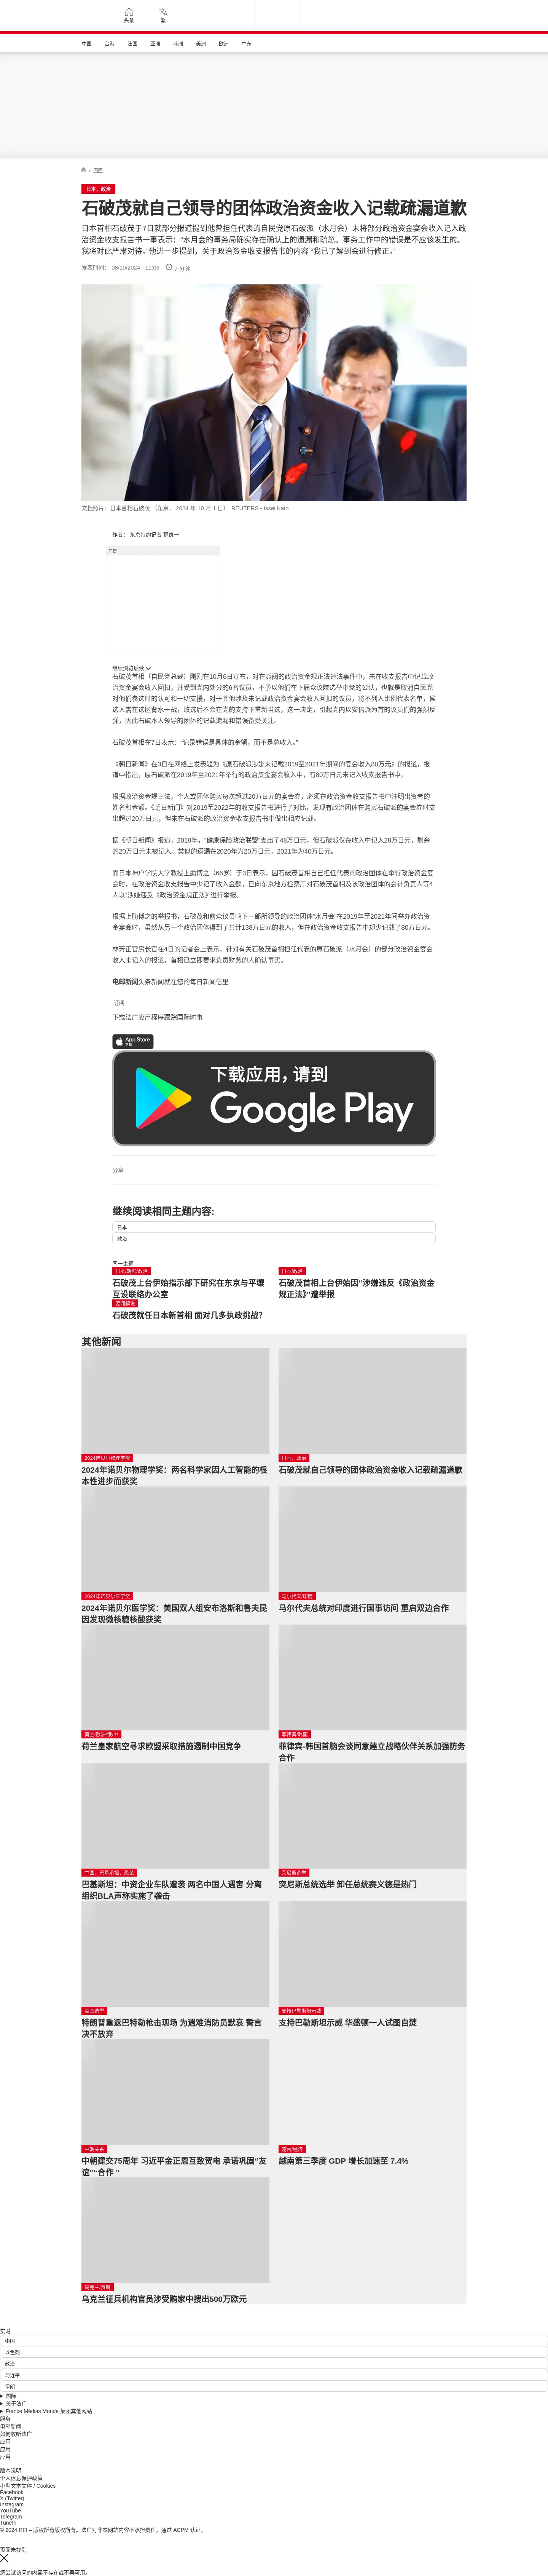 头条
繁
中国 台海 法国 亚洲 非洲 美洲 欧洲 中东
/ 国际
日本，政治
石破茂就自己领导的团体政治资金收入记载疏漏道歉
日本首相石破茂于7日就部分报道提到他曾担任代表的自民党原石破派（水月会）未将部分政治资金宴会收入记入政
治资金收支报告书一事表示：“水月会的事务局确实存在确认上的遗漏和疏忽。事务工作中的错误是不应该发生的。
我将对此严肃对待。”他进一步提到，关于政治资金收支报告书的内容 “我已了解到会进行修正。”
发表时间： 08/10/2024 - 11:06 7 分钟
文档照片：日本首相石破茂 （东京， 2024 年 10 月 1 日） REUTERS - Issei Kato
作者： 东京特约记者 楚良一
广告
继续浏览后续
石破茂首相（自民党总裁）刚刚在10月6日宣布，对在派阀的政治资金规正法违法事件中，未在收支报告中记载政
治资金宴会收入回扣，并受到党内处分的6名议员，不予以他们在下届众议院选举中党的公认，也就是取消自民党
对他们参选时的认可和一切支援，对于其他涉及未记载政治资金宴会收入回扣的议员，将不列入比例代表名单，候
选人需在选区背水一战，败选后不会在党的支持下重新当选，这一决定，引起党内以安倍派为首的议员们的强烈反
弹，因此石破本人领导的团体的记载遗漏和错误备受关注。
石破茂首相在7日表示：“记录错误是具体的金额，而不是总收入。”
《朝日新闻》在3日在网络上发表题为《原石破派涉嫌未记载2019至2021年期间的宴会收入80万元》的报道，报
道中指出，原石破派在2019年至2021年举行的政治资金宴会收入中，有80万日元未记入收支报告书中。
根据政治资金规正法，个人或团体购买每次超过20万日元的宴会券，必须在政治资金收支报告书中注明出资者的
姓名和金额。《朝日新闻》对2019至2022年的收支报告书进行了对比，发现有政治团体在购买石破派的宴会券时支
出超过20万日元，但未在石破派的政治资金收支报告书中做出相应记载。
据《朝日新闻》报道，2019年，“健康保险政治联盟”支出了48万日元，但石破派仅在收入中记入28万日元，剩余
的20万日元未被记入。类似的遗漏在2020年为20万日元，2021年为40万日元。
而日本神户学院大学教授上肋博之（66岁）于3日表示，因石破茂首相自己担任代表的政治团体在举行政治资金宴
会时，在政治资金收支报告中少记了收入金额，已向东京地方检察厅对石破茂首相及该政治团体的会计负责人等4
人以“涉嫌违反《政治资金规正法》”进行举报。
根据上肋博之的举报书，石破茂和前众议员鸭下一郎所领导的政治团体“水月会”在2019年至2021年间举办政治资
金宴会时，虽然从另一个政治团体得到了共计138万日元的收入，但在政治资金收支报告中却少记载了80万日元。
林芳正官房长官在4日的记者会上表示，针对有关石破茂首相担任代表的原石破派（水月会）的部分政治资金宴会
收入未记入的报道，首相已立即要求负责财务的人确认事实。
电邮新闻头条新闻就在您的每日新闻信里
订阅
下载法广应用程序跟踪国际时事
App Store
下载
下载应用，请到
Google Play
分享 :
继续阅读相同主题内容:
日本
政治
同一主题
日本/朝鲜/政治
石破茂上台伊始指示部下研究在东京与平壤
互设联络办公室
日本/政治
石破茂首相上台伊始因“涉嫌违反《政治资金
规正法》”遭举报
要闻解说
石破茂就任日本新首相 面对几多执政挑战？
其他新闻
2024诺贝尔物理学奖
2024年诺贝尔物理学奖：两名科学家因人工智能的根
本性进步而获奖
日本，政治
石破茂就自己领导的团体政治资金收入记载疏漏道歉
2024年诺贝尔医学奖
2024年诺贝尔医学奖：美国双人组安布洛斯和鲁夫昆
因发现微核糖核酸获奖
马尔代夫/印度
马尔代夫总统对印度进行国事访问 重启双边合作
荷兰/欧洲/俄/中
荷兰皇家航空寻求欧盟采取措施遏制中国竞争
菲律宾/韩国
菲律宾-韩国首脑会谈同意建立战略伙伴关系加强防务
合作
中国，巴基斯坦，恐袭
巴基斯坦：中资企业车队遭袭 两名中国人遇害 分离
组织BLA声称实施了袭击
突尼斯选举
突尼斯总统选举 卸任总统赛义德是热门
美国选举
特朗普重返巴特勒枪击现场 为遇难消防员默哀 誓言
决不放弃
支持巴勒斯坦示威
支持巴勒斯坦示威 华盛顿一人试图自焚
中朝关系
中朝建交75周年 习近平金正恩互致贺电 承诺巩固“友
谊”“合作 ”
越南/经济
越南第三季度 GDP 增长加速至 7.4%
乌克兰/贪腐
乌克兰征兵机构官员涉受贿家中搜出500万欧元
实时
中国
以色列
政治
习近平
伊朗
国际
关于法广
France Médias Monde 集团其他网站
服务
电邮新闻
如何收听法广
应用
应用
应用
版本说明
个人信息保护政策
小型文本文件 / Cookies
Facebook
X (Twitter)
Instagram
YouTube
Telegram
TuneIn
© 2024 RFI – 版权所有版权所有。法广对非本网站内容不承担责任。通过 ACPM 认证。
页面未找到
您尝试访问的内容不存在或不再可用。